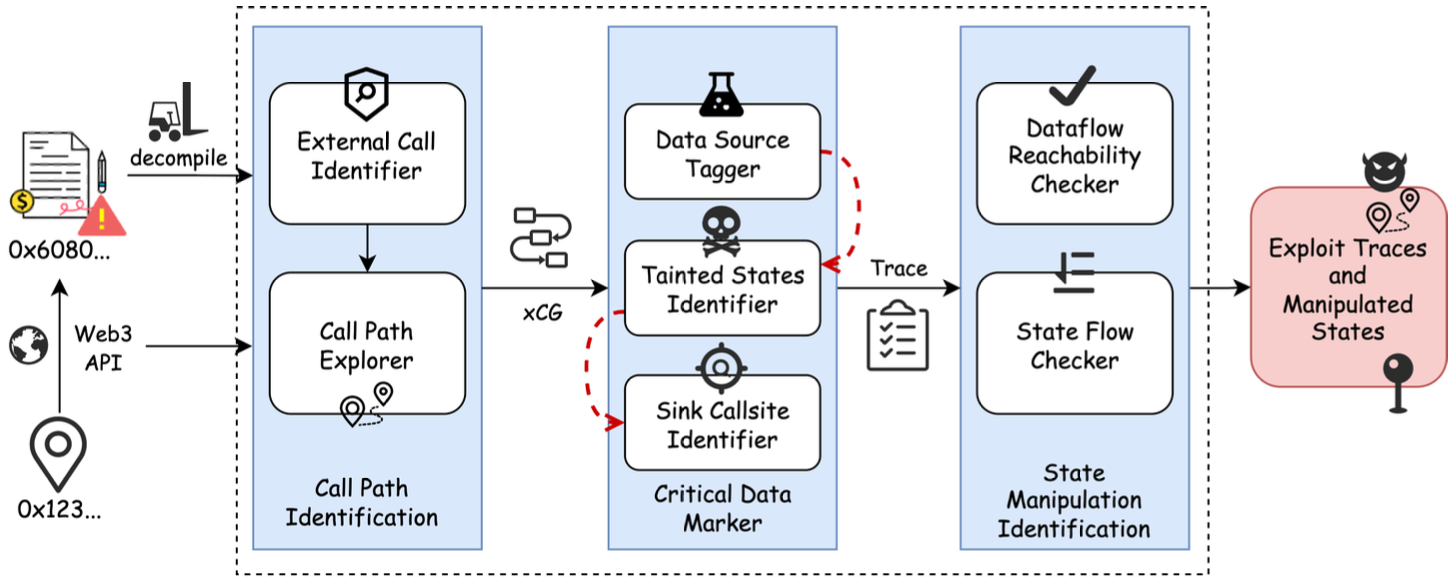 decompile
0x6080...
Web3
API
0x123...
External Call
Identifier
Call Path
Explorer
Call Path
Identification
xCG
Data Source
Tagger
Tainted States
Identifier
Sink Callsite
Identifier
Critical Data
Marker
Trace
Dataflow
Reachability
Checker
State Flow
Checker
State
Manipulation
Identification
Exploit Traces
and
Manipulated
States